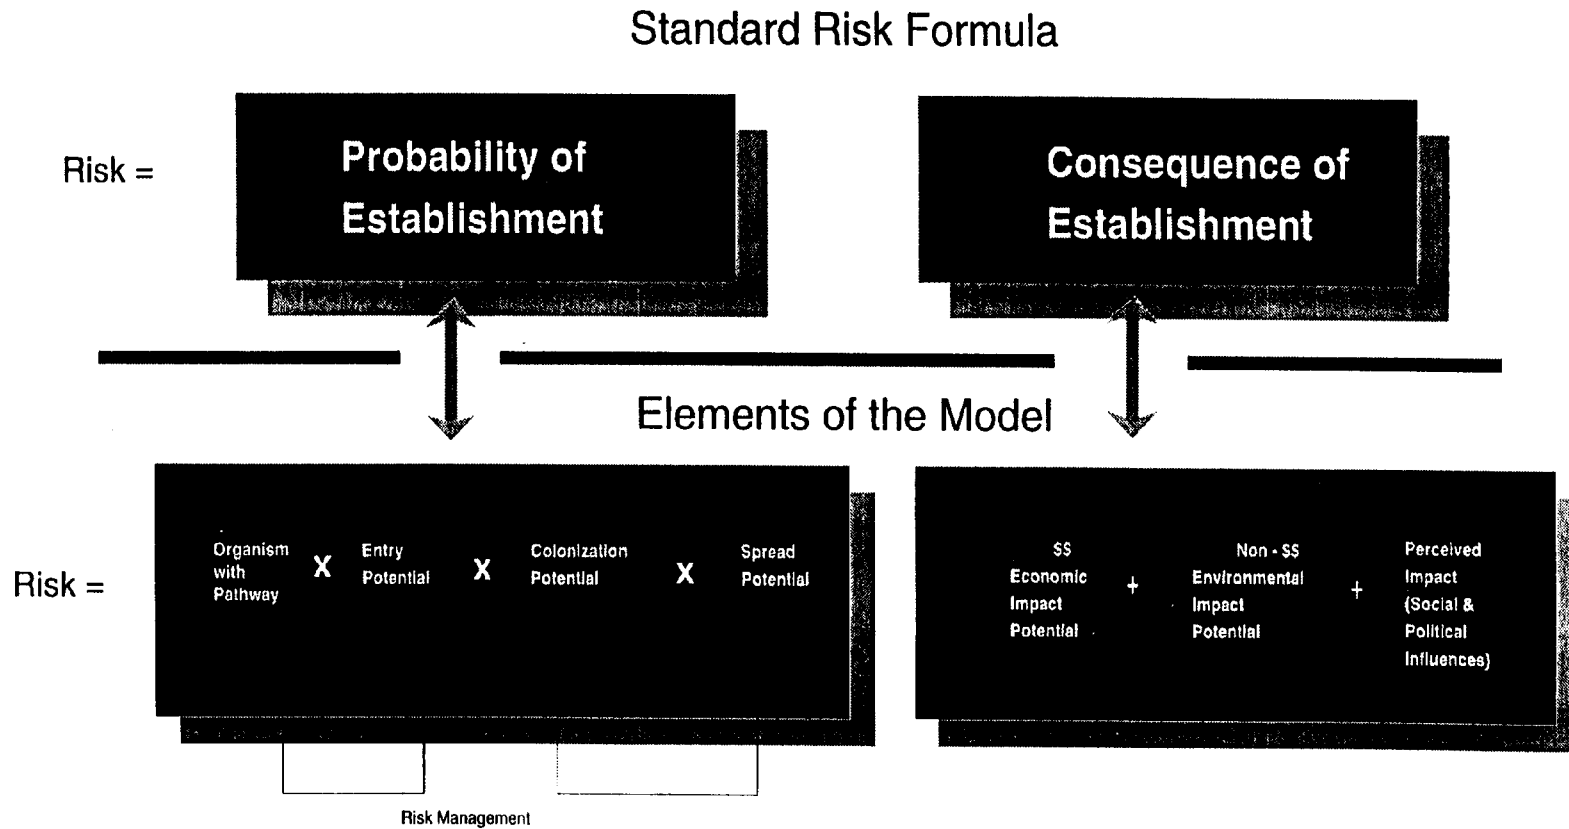 Standard Risk Formula
Risk =
Probability of
Establishment
Consequence of
Establishment
Elements of the Model
Risk =
Organism
with
Pathway
X
Entry
Potential
X
Colonization
Potential
X
Spread
Potential
$$
Economic
Impact
Potential
+
Non - $$
Environmental
Impact
Potential
+
Perceived
Impact
(Social &
Political
Influences)
Risk Management